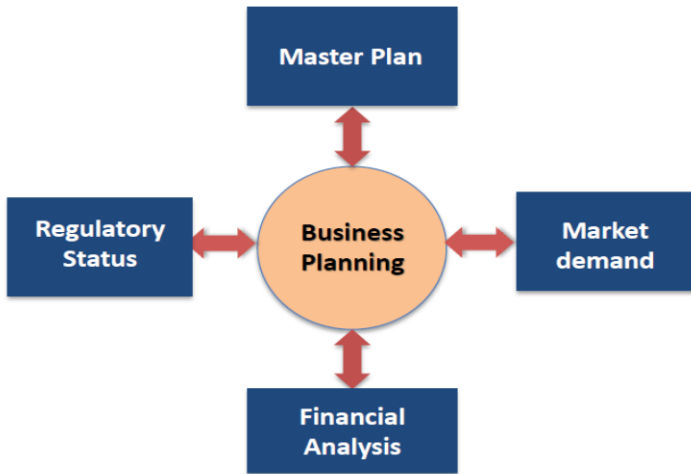 Master Plan
Regulatory
Status
Business
Planning
Market
demand
Financial
Analysis